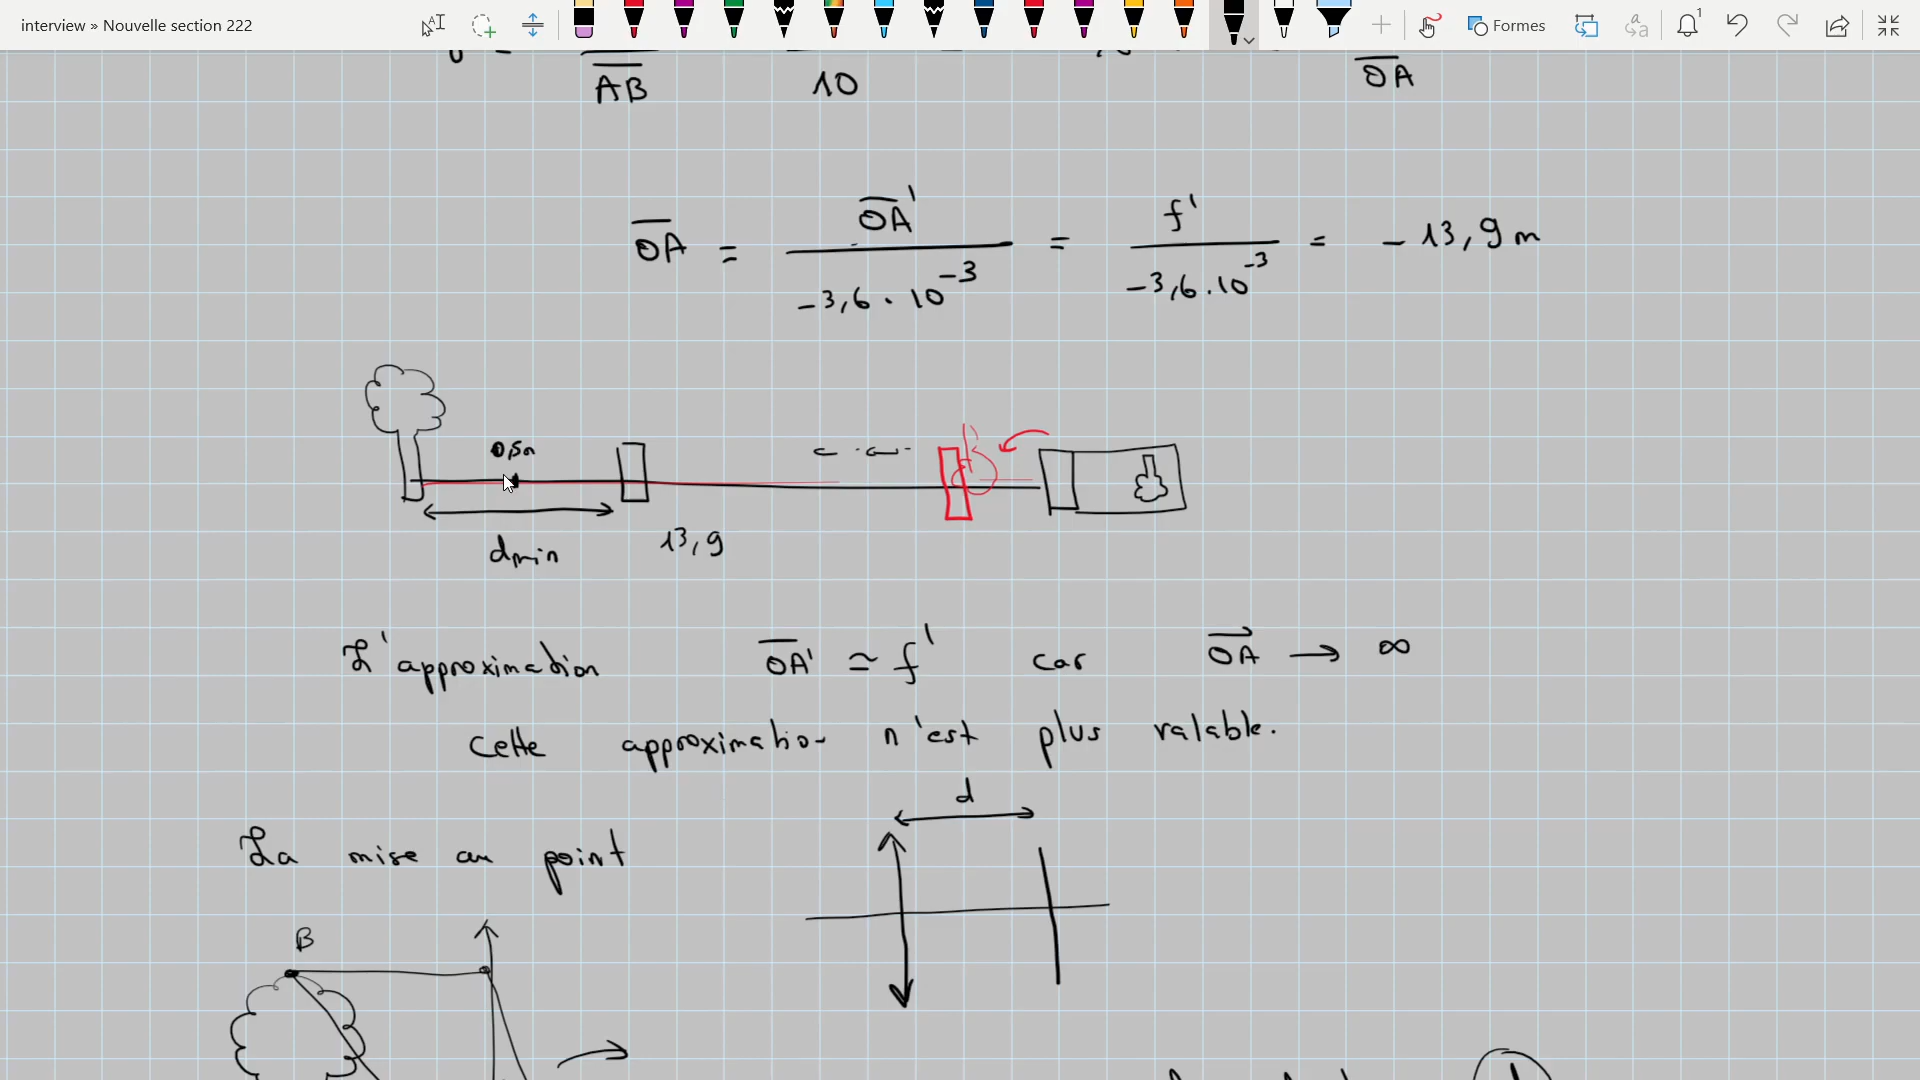 interview » Nouvelle section 222
Formes
1
AB
10
OA
OA = OA' / -3,6 . 10^-3 = f' / -3,6 . 10^-3 = - 13,9 m
0,5m
dmin
13,9
L'approximation OA' ≃ f' car OA → ∞
Cette approximation n'est plus valable.
d
La mise au point
B